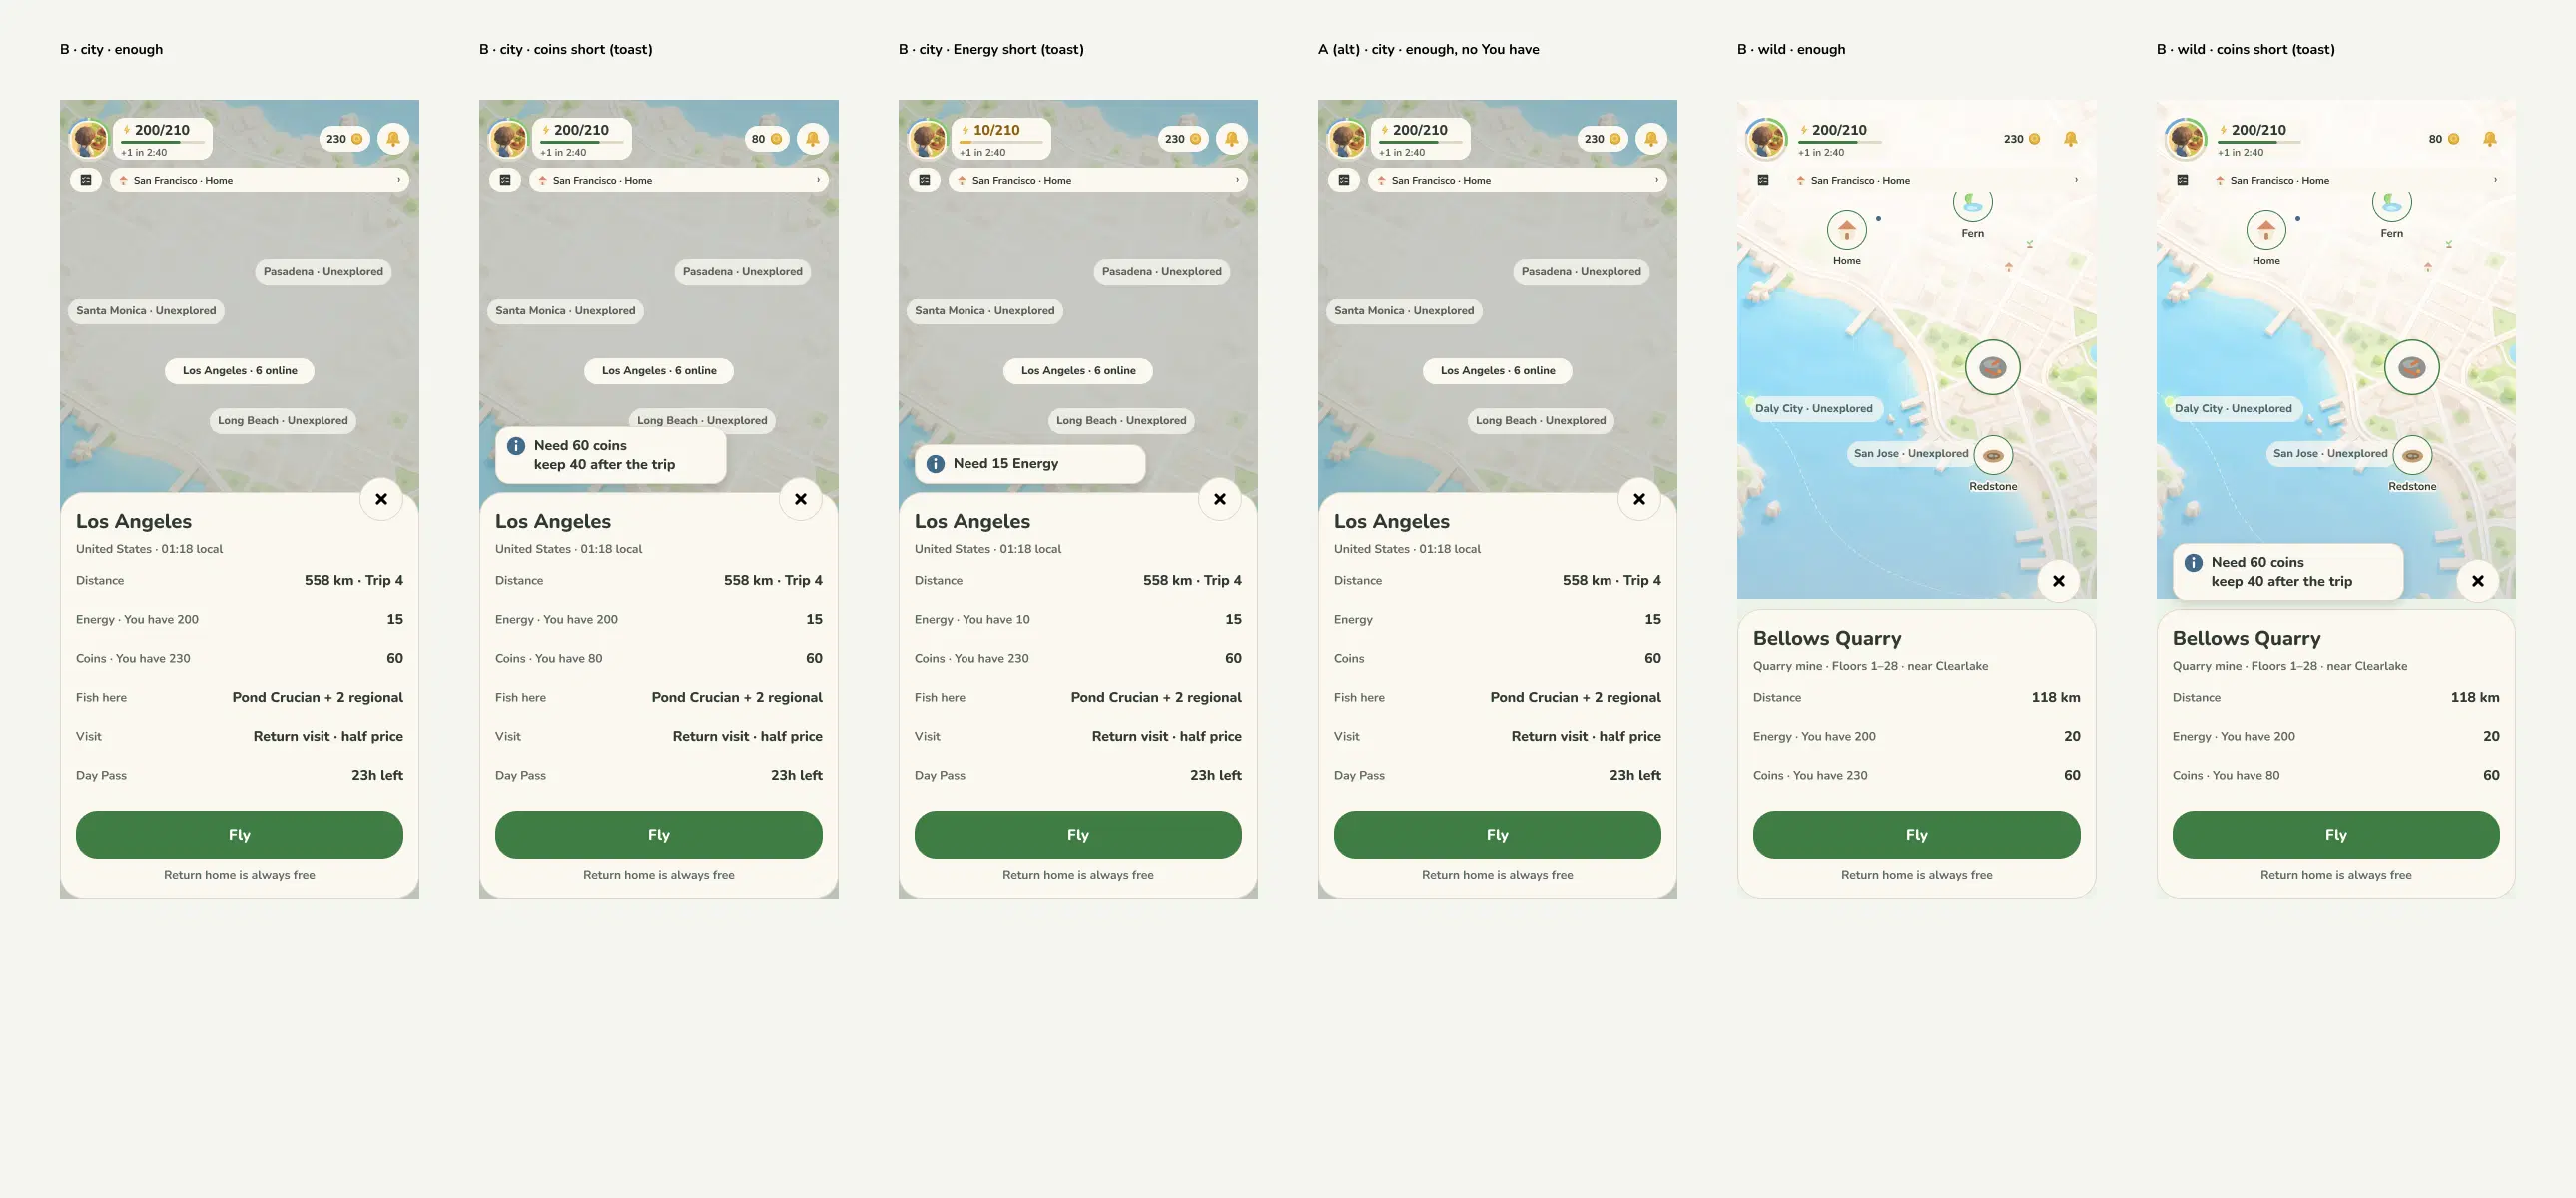 B · city · enough
200/210
230
+1 in 2:40
San Francisco · Home
Pasadena · Unexplored
Santa Monica · Unexplored
Los Angeles · 6 online
Long Beach · Unexplored
Los Angeles
United States · 01:18 local
Distance 558 km · Trip 4
Energy · You have 200 15
Coins · You have 230 60
Fish here Pond Crucian + 2 regional
Visit Return visit · half price
Day Pass 23h left
Fly
Return home is always free
B · city · coins short (toast)
200/210
80
+1 in 2:40
San Francisco · Home
Pasadena · Unexplored
Santa Monica · Unexplored
Los Angeles · 6 online
Long Beach · Unexplored
Need 60 coins
keep 40 after the trip
Los Angeles
United States · 01:18 local
Distance 558 km · Trip 4
Energy · You have 200 15
Coins · You have 80 60
Fish here Pond Crucian + 2 regional
Visit Return visit · half price
Day Pass 23h left
Fly
Return home is always free
B · city · Energy short (toast)
10/210
230
+1 in 2:40
San Francisco · Home
Pasadena · Unexplored
Santa Monica · Unexplored
Los Angeles · 6 online
Long Beach · Unexplored
Need 15 Energy
Los Angeles
United States · 01:18 local
Distance 558 km · Trip 4
Energy · You have 10 15
Coins · You have 230 60
Fish here Pond Crucian + 2 regional
Visit Return visit · half price
Day Pass 23h left
Fly
Return home is always free
A (alt) · city · enough, no You have
200/210
230
+1 in 2:40
San Francisco · Home
Pasadena · Unexplored
Santa Monica · Unexplored
Los Angeles · 6 online
Long Beach · Unexplored
Los Angeles
United States · 01:18 local
Distance 558 km · Trip 4
Energy 15
Coins 60
Fish here Pond Crucian + 2 regional
Visit Return visit · half price
Day Pass 23h left
Fly
Return home is always free
B · wild · enough
200/210
230
+1 in 2:40
San Francisco · Home
Fern
Home
Daly City · Unexplored
San Jose · Unexplored
Redstone
Bellows Quarry
Quarry mine · Floors 1–28 · near Clearlake
Distance 118 km
Energy · You have 200 20
Coins · You have 230 60
Fly
Return home is always free
B · wild · coins short (toast)
200/210
80
+1 in 2:40
San Francisco · Home
Fern
Home
Daly City · Unexplored
San Jose · Unexplored
Redstone
Need 60 coins
keep 40 after the trip
Bellows Quarry
Quarry mine · Floors 1–28 · near Clearlake
Distance 118 km
Energy · You have 200 20
Coins · You have 80 60
Fly
Return home is always free